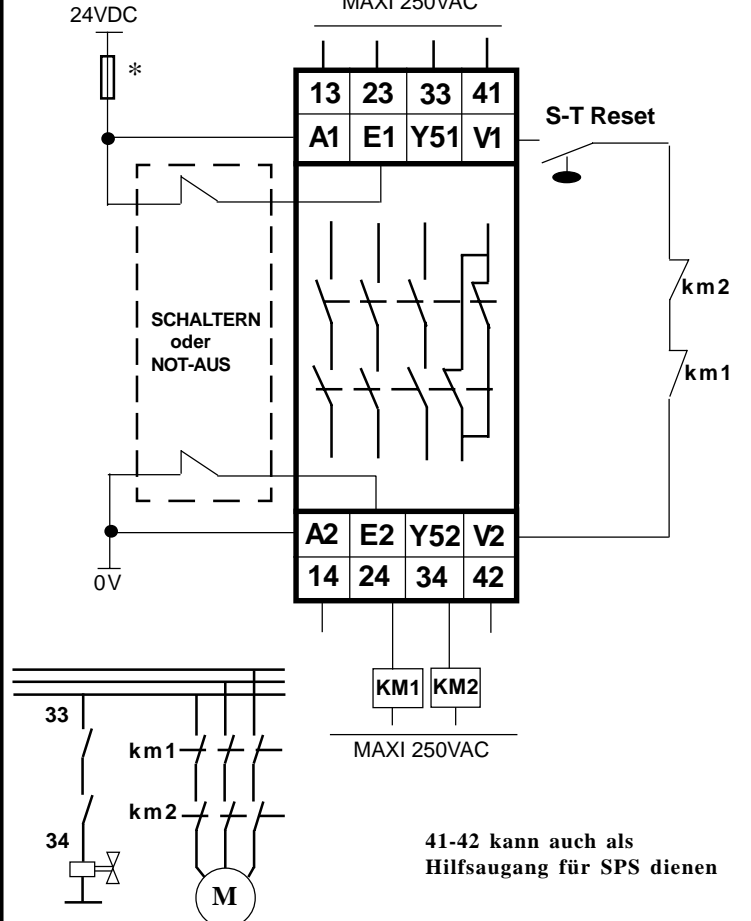 MAXI 250VAC
24VDC
*
13 23 33 41
A1 E1 Y51 V1
S-T Reset
km2
SCHALTERN
oder
NOT-AUS
km1
A2 E2 Y52 V2
14 24 34 42
0V
KM1 KM2
33
MAXI 250VAC
km1
km2
34
41-42 kann auch als
Hilfsaugang für SPS dienen
M